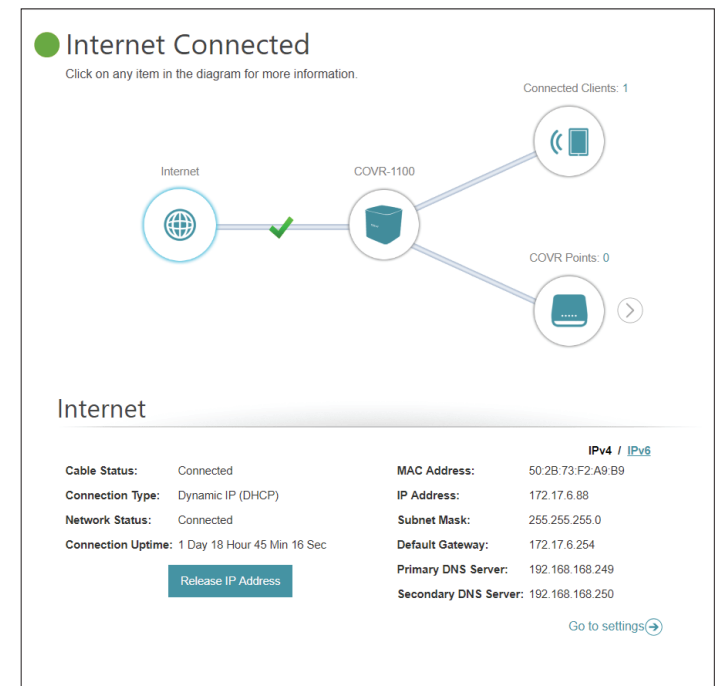 Internet Connected
Click on any item in the diagram for more information.
Connected Clients: 1
Internet
COVR-1100
COVR Points: 0
Internet
IPv4 / IPv6
Cable Status: Connected
MAC Address: 50:2B:73:F2:A9:B9
Connection Type: Dynamic IP (DHCP)
IP Address: 172.17.6.88
Network Status: Connected
Subnet Mask: 255.255.255.0
Connection Uptime: 1 Day 18 Hour 45 Min 16 Sec
Default Gateway: 172.17.6.254
Release IP Address
Primary DNS Server: 192.168.168.249
Secondary DNS Server: 192.168.168.250
Go to settings